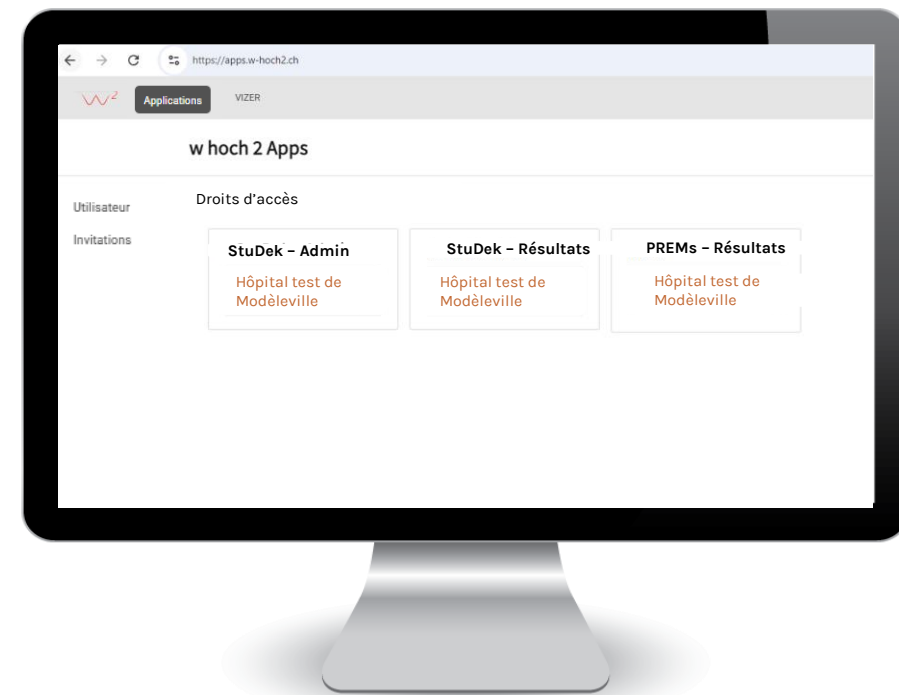 https://apps.w-hoch2.ch
w2 Applications VIZER
w hoch 2 Apps
Utilisateur
Invitations
Droits d’accès
StuDek – Admin
Hôpital test de
Modèleville
StuDek – Résultats
Hôpital test de
Modèleville
PREMs – Résultats
Hôpital test de
Modèleville